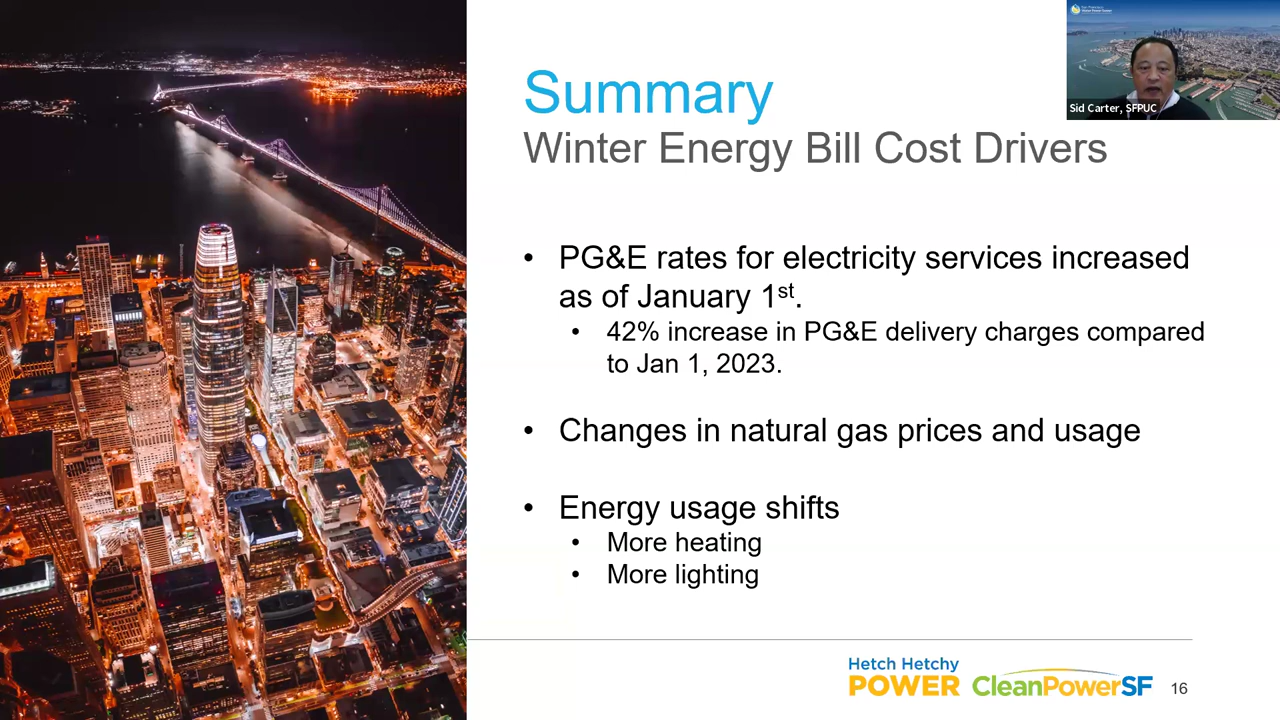 Summary
Winter Energy Bill Cost Drivers
Sid Carter, SFPUC
• PG&E rates for electricity services increased
as of January 1st.
• 42% increase in PG&E delivery charges compared
to Jan 1, 2023.
• Changes in natural gas prices and usage
• Energy usage shifts
• More heating
• More lighting
Hetch Hetchy
POWER
CleanPowerSF
16